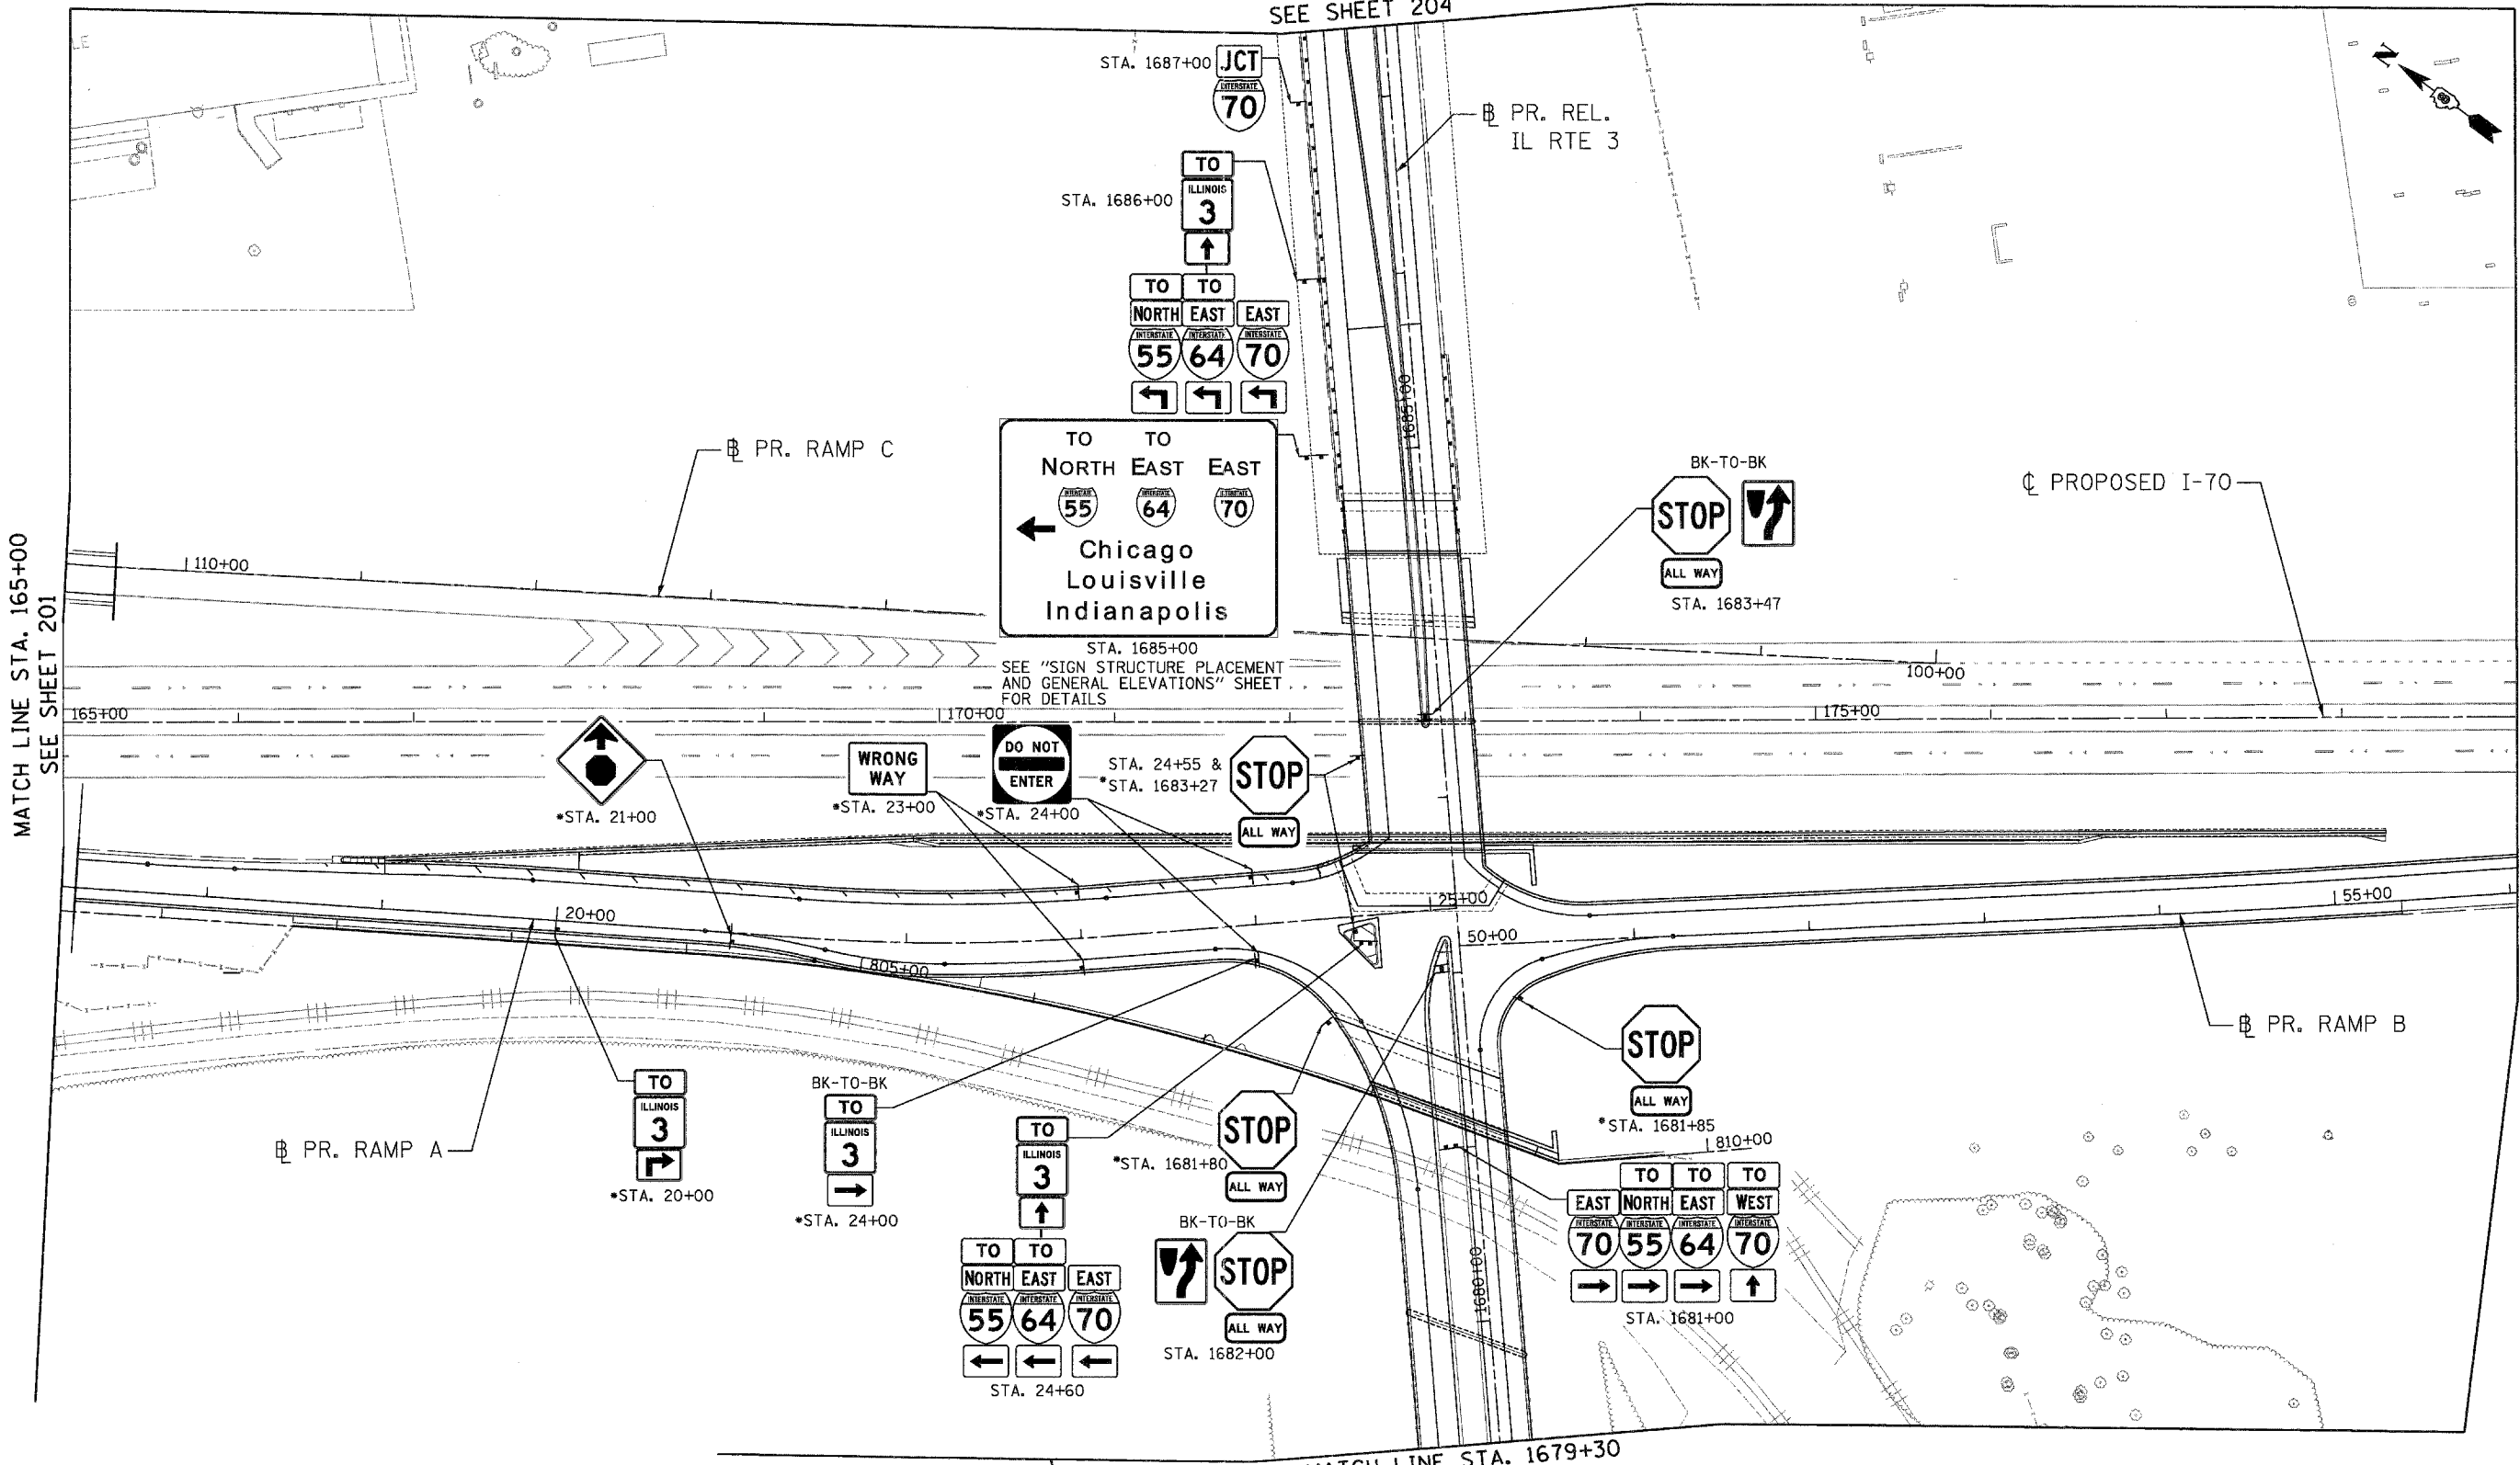 SEE SHEET 204
LE
STA. 1687+00
JCT
INTERSTATE
70
℄ PR. REL.
IL RTE 3
N
TO
ILLINOIS
3
STA. 1686+00
TO TO
NORTH EAST EAST
INTERSTATE INTERSTATE INTERSTATE
55 64 70
1685+00
TO TO
NORTH EAST EAST
INTERSTATE INTERSTATE INTERSTATE
55 64 70
Chicago
Louisville
Indianapolis
STA. 1685+00
SEE "SIGN STRUCTURE PLACEMENT
AND GENERAL ELEVATIONS" SHEET
FOR DETAILS
BL PR. RAMP C
BK-TO-BK
STOP
ALL WAY
STA. 1683+47
℄ PROPOSED I-70
MATCH LINE STA. 165+00
SEE SHEET 201
110+00
100+00
165+00
170+00
175+00
*STA. 21+00
WRONG
WAY
*STA. 23+00
DO NOT
ENTER
*STA. 24+00
STA. 24+55 &
*STA. 1683+27
STOP
ALL WAY
20+00
805+00
25+00
50+00
55+00
BL PR. RAMP A
TO
ILLINOIS
3
*STA. 20+00
BK-TO-BK
TO
ILLINOIS
3
*STA. 24+00
TO
ILLINOIS
3
TO TO
NORTH EAST EAST
INTERSTATE INTERSTATE INTERSTATE
55 64 70
STA. 24+60
STOP
*STA. 1681+80
ALL WAY
BK-TO-BK
STOP
ALL WAY
STA. 1682+00
STOP
ALL WAY
*STA. 1681+85
BL PR. RAMP B
810+00
TO TO TO
EAST NORTH EAST WEST
INTERSTATE INTERSTATE INTERSTATE INTERSTATE
70 55 64 70
STA. 1681+00
1680+00
MATCH LINE STA. 1679+30